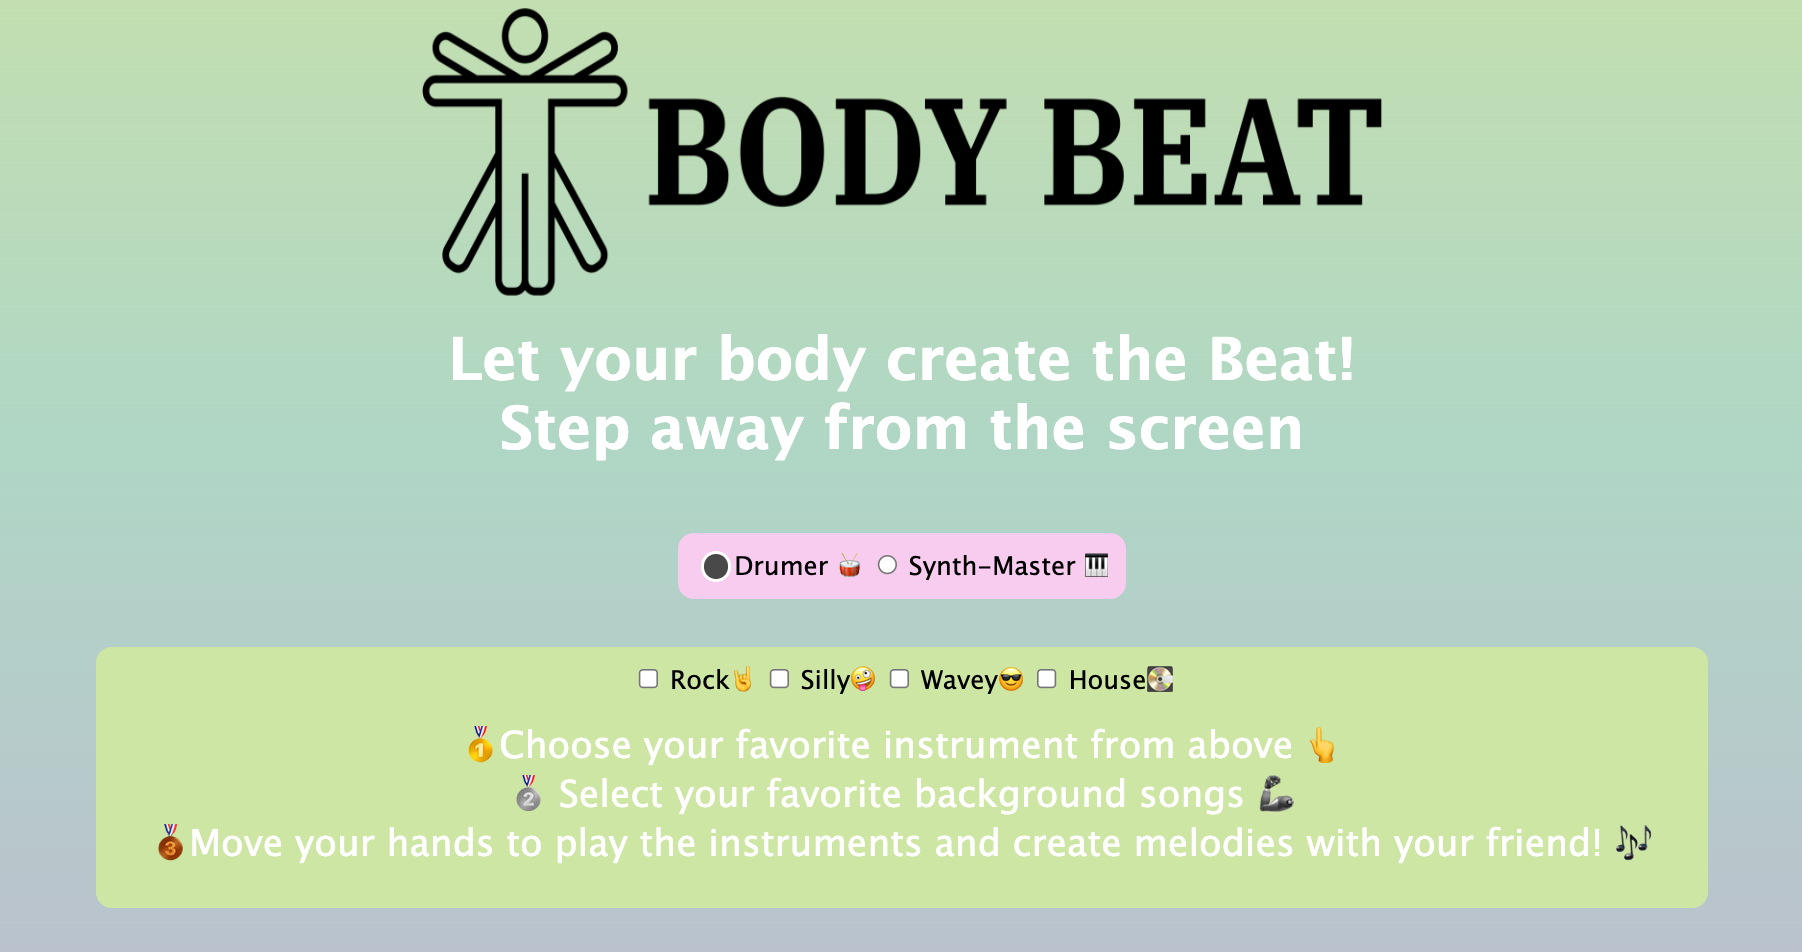 BODY BEAT
Let your body create the Beat!
Step away from the screen
Drumer 🥁 Synth-Master 🎹
Rock🤘 Silly🤪 Wavey😎 House💽
🥇Choose your favorite instrument from above 👆
🥈 Select your favorite background songs 🦾
🥉Move your hands to play the instruments and create melodies with your friend! 🎶